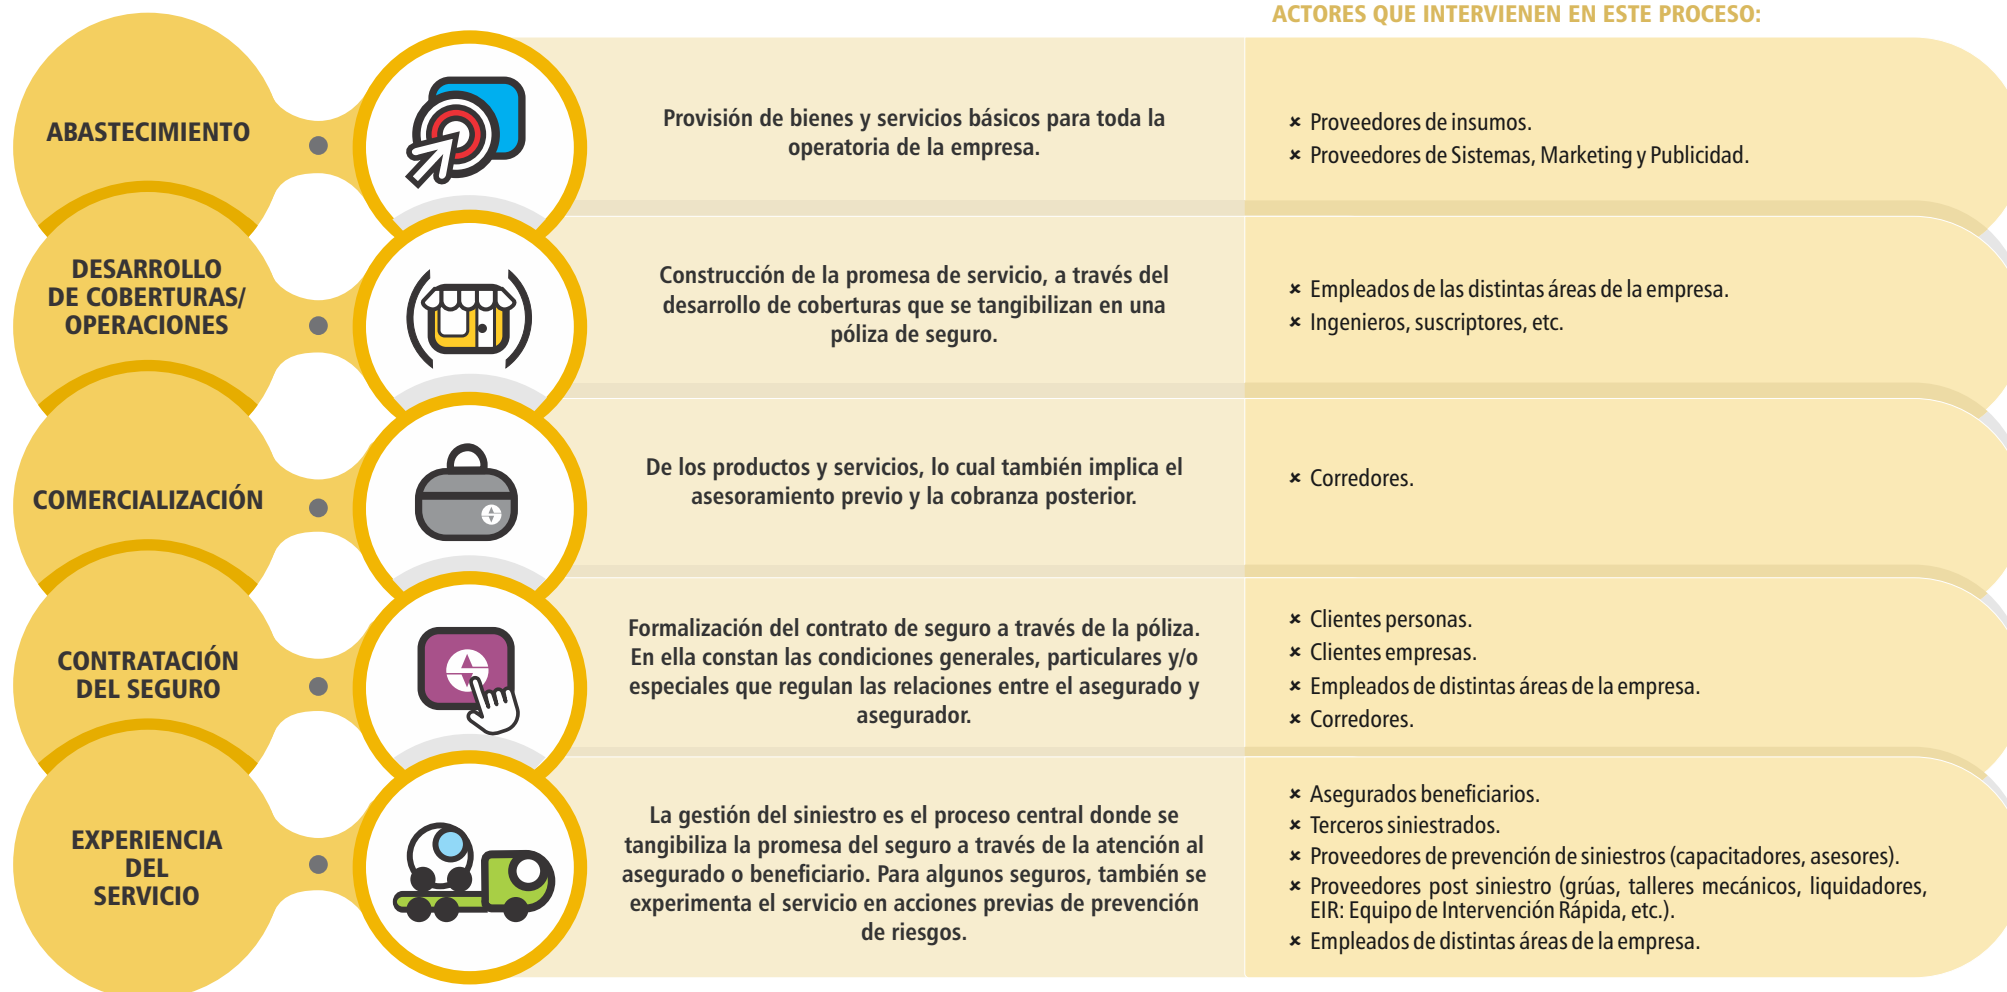 ACTORES QUE INTERVIENEN EN ESTE PROCESO:
ABASTECIMIENTO
Provisión de bienes y servicios básicos para toda la
operatoria de la empresa.
× Proveedores de insumos.
× Proveedores de Sistemas, Marketing y Publicidad.
DESARROLLO
DE COBERTURAS/
OPERACIONES
Construcción de la promesa de servicio, a través del
desarrollo de coberturas que se tangibilizan en una
póliza de seguro.
× Empleados de las distintas áreas de la empresa.
× Ingenieros, suscriptores, etc.
COMERCIALIZACIÓN
De los productos y servicios, lo cual también implica el
asesoramiento previo y la cobranza posterior.
× Corredores.
CONTRATACIÓN
DEL SEGURO
Formalización del contrato de seguro a través de la póliza.
En ella constan las condiciones generales, particulares y/o
especiales que regulan las relaciones entre el asegurado y
asegurador.
× Clientes personas.
× Clientes empresas.
× Empleados de distintas áreas de la empresa.
× Corredores.
EXPERIENCIA
DEL
SERVICIO
La gestión del siniestro es el proceso central donde se
tangibiliza la promesa del seguro a través de la atención al
asegurado o beneficiario. Para algunos seguros, también se
experimenta el servicio en acciones previas de prevención
de riesgos.
× Asegurados beneficiarios.
× Terceros siniestrados.
× Proveedores de prevención de siniestros (capacitadores, asesores).
× Proveedores post siniestro (grúas, talleres mecánicos, liquidadores,
EIR: Equipo de Intervención Rápida, etc.).
× Empleados de distintas áreas de la empresa.